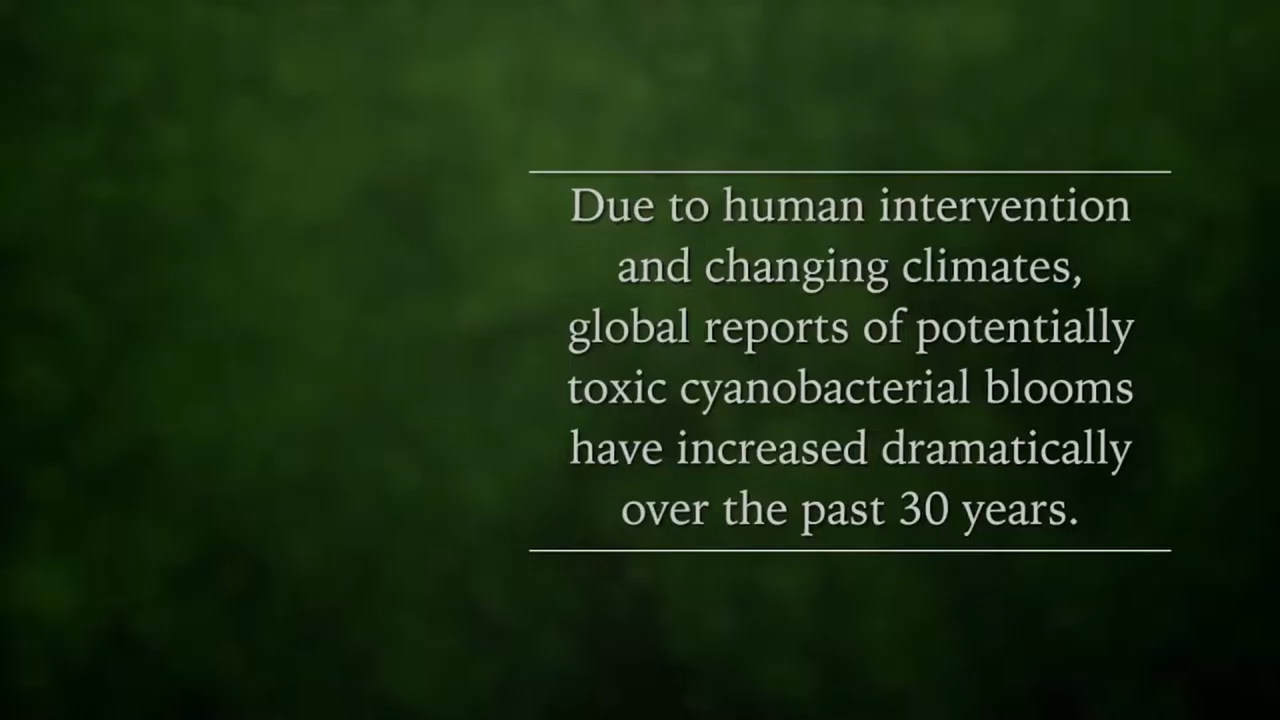 Due to human intervention
and changing climates,
global reports of potentially
toxic cyanobacterial blooms
have increased dramatically
over the past 30 years.